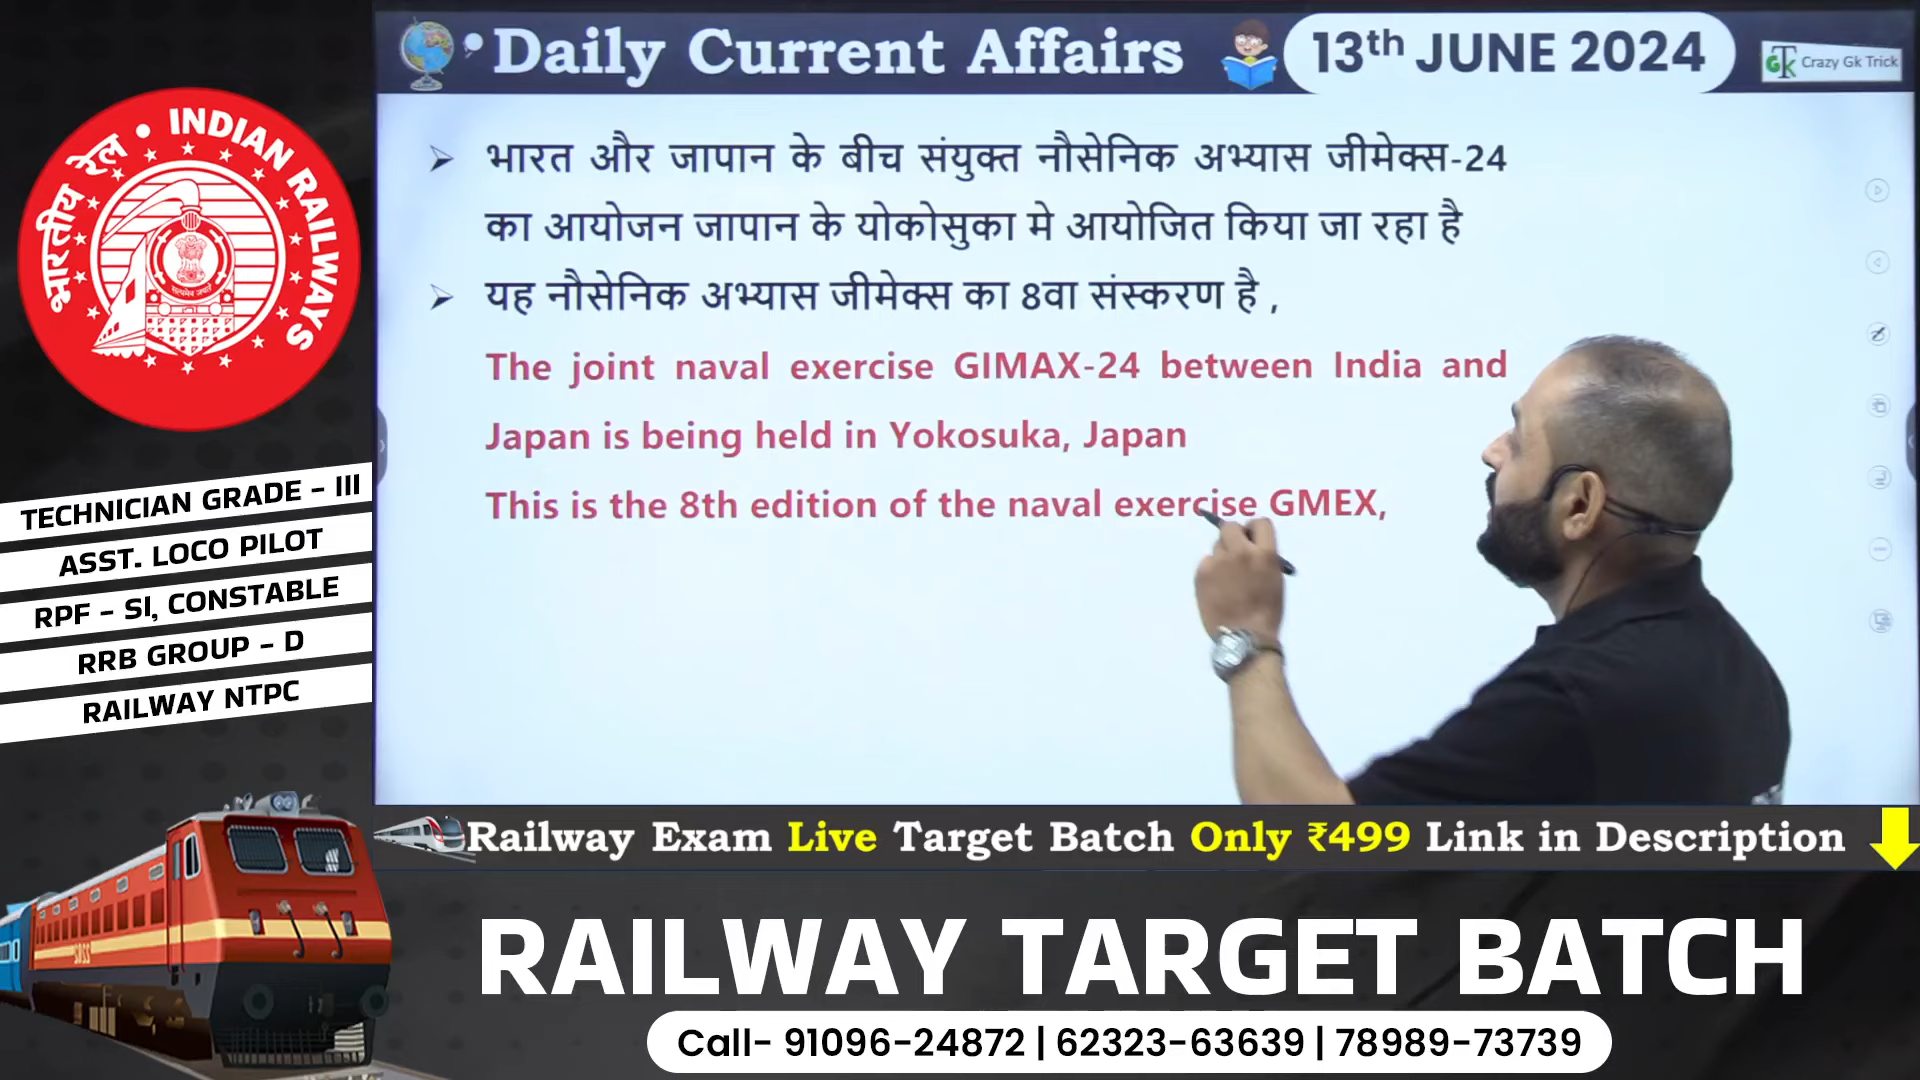 Daily Current Affairs
13th JUNE 2024
GTK Crazy Gk Trick
भारतीय रेल • INDIAN RAILWAYS
सत्यमेव जयते
➢ भारत और जापान के बीच संयुक्त नौसेनिक अभ्यास जीमेक्स-24
का आयोजन जापान के योकोसुका मे आयोजित किया जा रहा है
➢ यह नौसेनिक अभ्यास जीमेक्स का 8वा संस्करण है ,
The joint naval exercise GIMAX-24 between India and
Japan is being held in Yokosuka, Japan
This is the 8th edition of the naval exercise GMEX,
TECHNICIAN GRADE – III
ASST. LOCO PILOT
RPF – SI, CONSTABLE
RRB GROUP – D
RAILWAY NTPC
Railway Exam Live Target Batch Only ₹499 Link in Description
RAILWAY TARGET BATCH
Call- 91096-24872 | 62323-63639 | 78989-73739